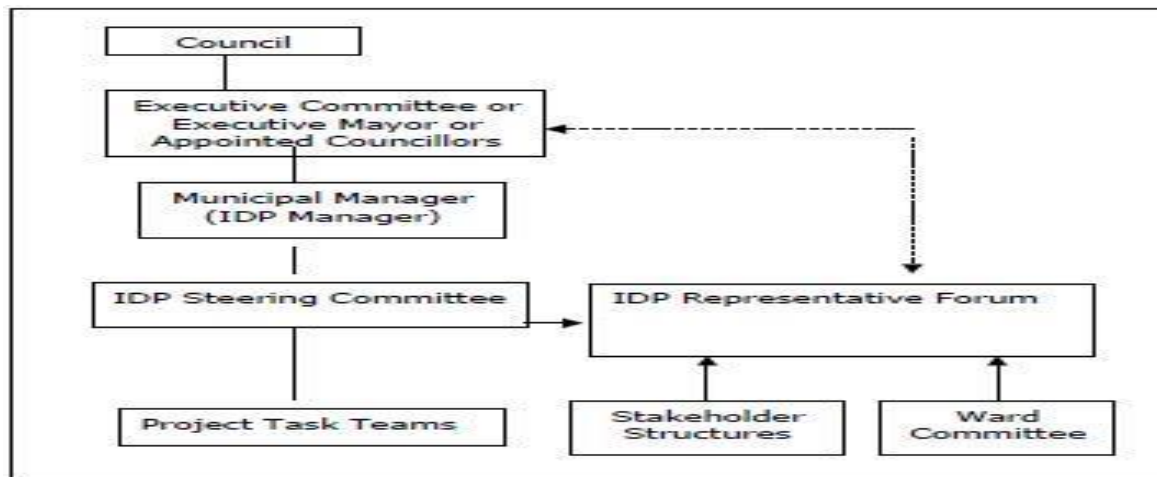 Council
Executive Committee or
Executive Mayor or
Appointed Councillors
Municipal Manager
(IDP Manager)
IDP Steering Committee
IDP Representative Forum
Project Task Teams
Stakeholder
Structures
Ward
Committee